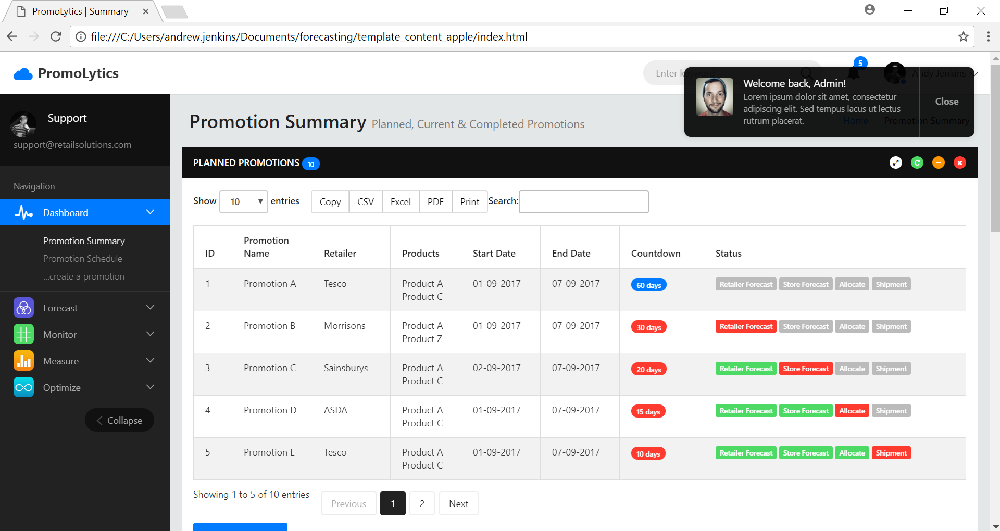 PromoLytics | Summary
file:///C:/Users/andrew.jenkins/Documents/forecasting/template_content_apple/index.html
PromoLytics
Enter keyword
5
Andy Jenkins
Welcome back, Admin!
Lorem ipsum dolor sit amet, consectetur
adipiscing elit. Sed tempus lacus ut lectus
rutrum placerat.
Close
Home
Promotion Summary
Support
support@retailsolutions.com
Navigation
Dashboard
Promotion Summary
Promotion Schedule
...create a promotion
Forecast
Monitor
Measure
Optimize
Collapse
Promotion Summary Planned, Current & Completed Promotions
PLANNED PROMOTIONS 10
Show 10 entries Copy CSV Excel PDF Print Search:
ID Promotion Name Retailer Products Start Date End Date Countdown Status
1 Promotion A Tesco Product A 01-09-2017 07-09-2017 60 days Retailer Forecast Store Forecast Allocate Shipment
Product C
2 Promotion B Morrisons Product A 01-09-2017 07-09-2017 30 days Retailer Forecast Store Forecast Allocate Shipment
Product Z
3 Promotion C Sainsburys Product A 02-09-2017 07-09-2017 20 days Retailer Forecast Store Forecast Allocate Shipment
Product C
4 Promotion D ASDA Product A 01-09-2017 07-09-2017 15 days Retailer Forecast Store Forecast Allocate Shipment
Product C
5 Promotion E Tesco Product A 01-09-2017 07-09-2017 10 days Retailer Forecast Store Forecast Allocate Shipment
Product C
Showing 1 to 5 of 10 entries Previous 1 2 Next